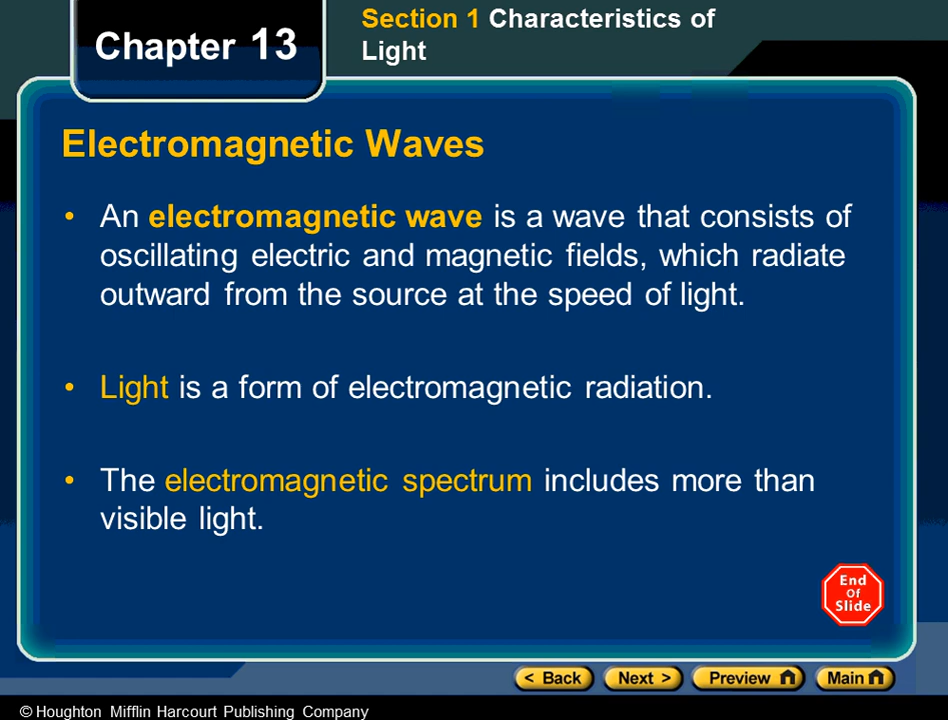 Chapter 13
Section 1 Characteristics of
Light
Electromagnetic Waves
• An electromagnetic wave is a wave that consists of
oscillating electric and magnetic fields, which radiate
outward from the source at the speed of light.
• Light is a form of electromagnetic radiation.
• The electromagnetic spectrum includes more than
visible light.
End
Of
Slide
< Back
Next >
Preview
Main
© Houghton Mifflin Harcourt Publishing Company